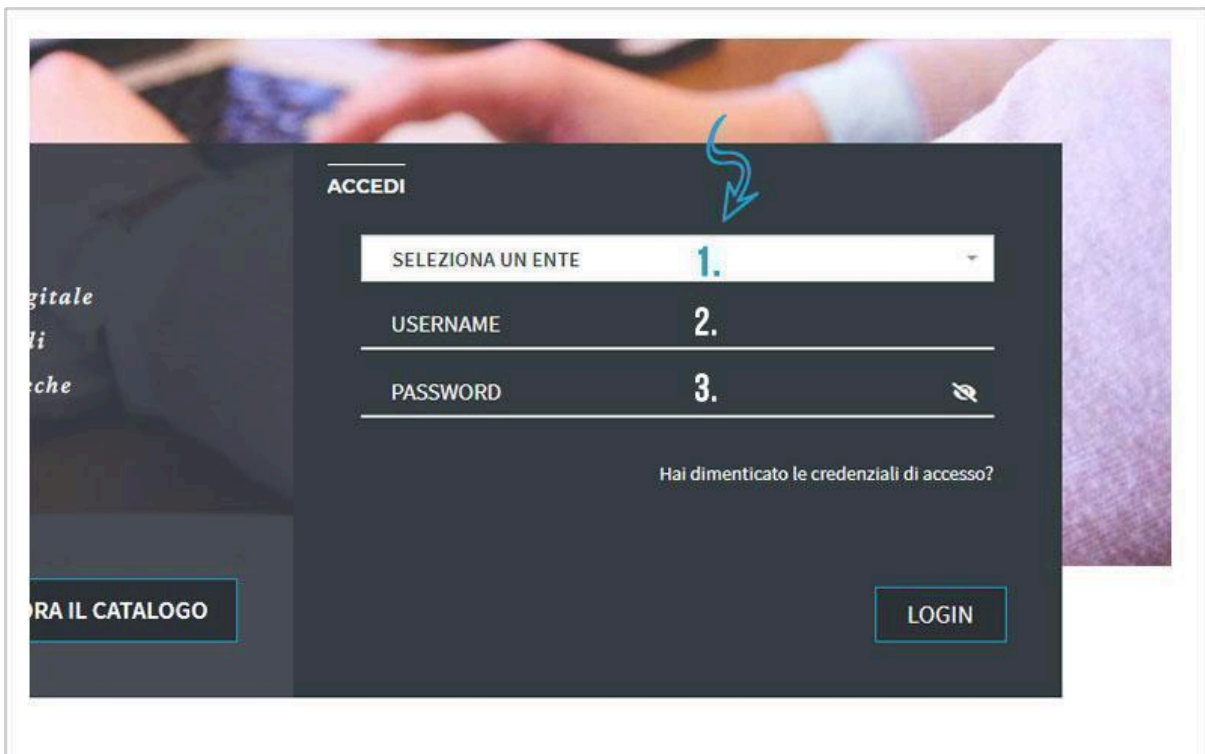 ACCEDI
SELEZIONA UN ENTE 1.
gitale
USERNAME 2.
di
PASSWORD 3.
Hai dimenticato le credenziali di accesso?
RA IL CATALOGO
LOGIN